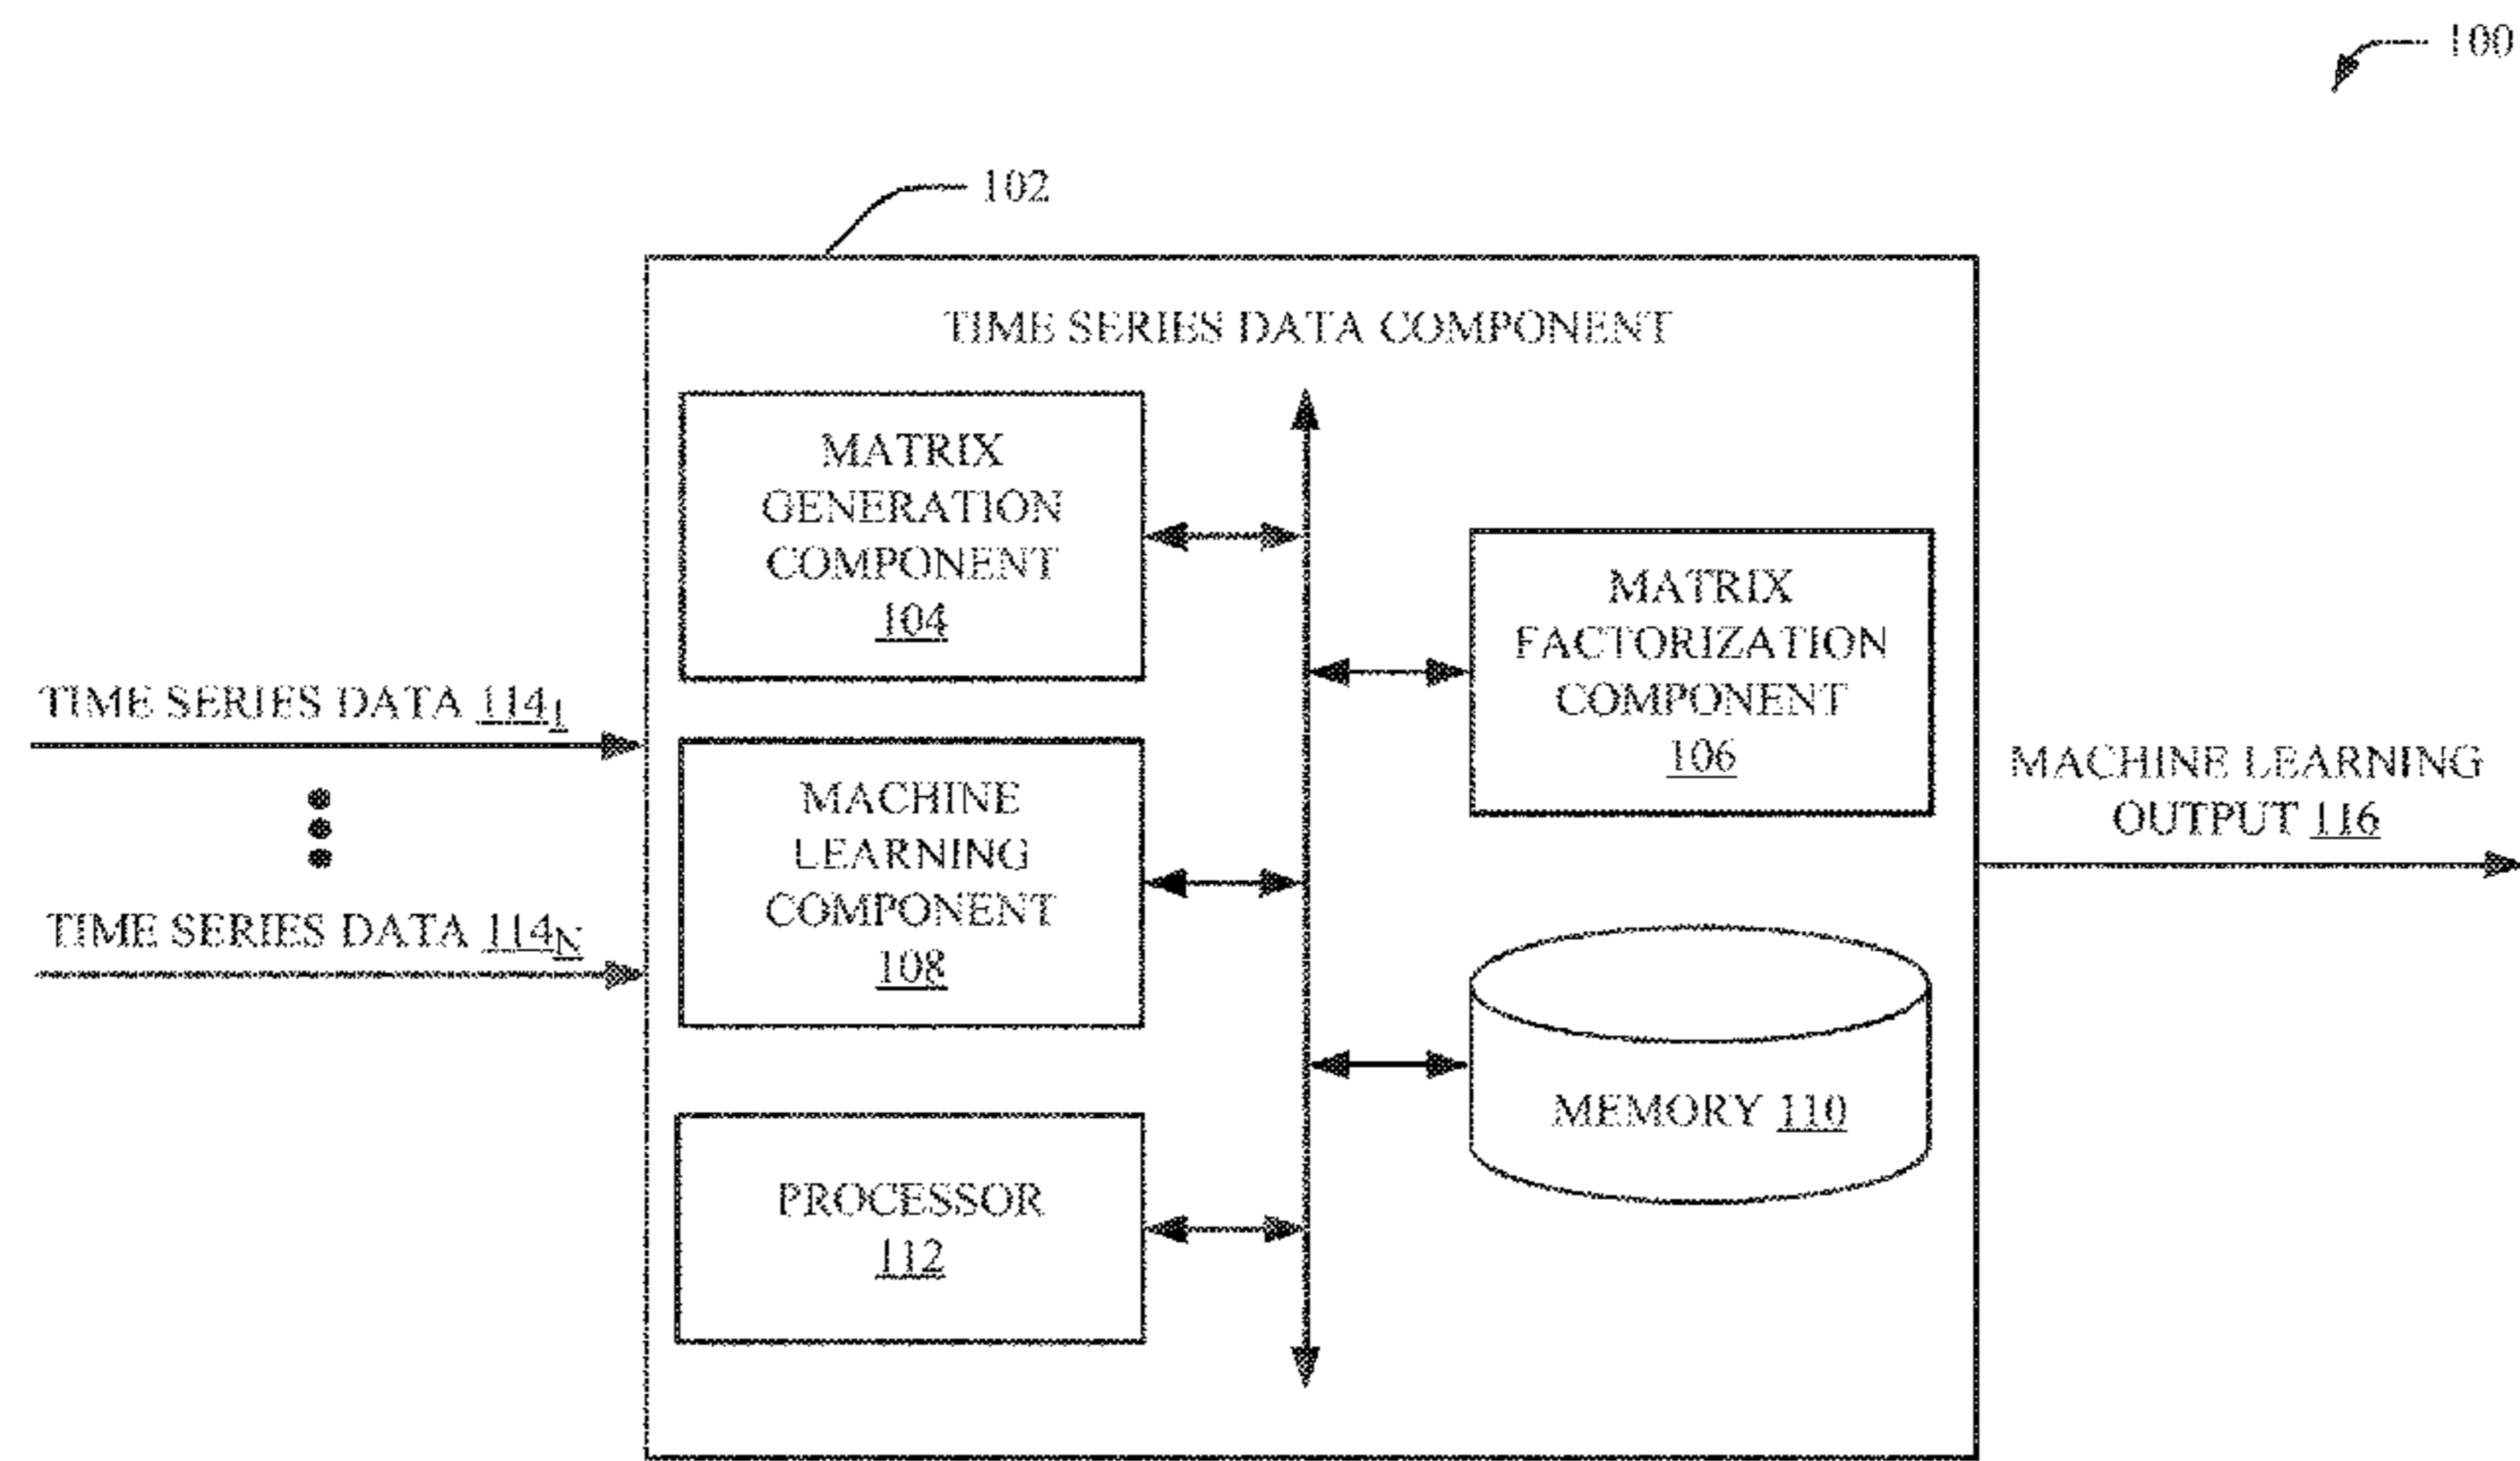 100
102
TIME SERIES DATA COMPONENT
MATRIX
GENERATION
COMPONENT
104
MATRIX
FACTORIZATION
COMPONENT
106
TIME SERIES DATA 114₁
TIME SERIES DATA 114ₙ
MACHINE
LEARNING
COMPONENT
108
MACHINE LEARNING
OUTPUT 116
MEMORY 110
PROCESSOR
112